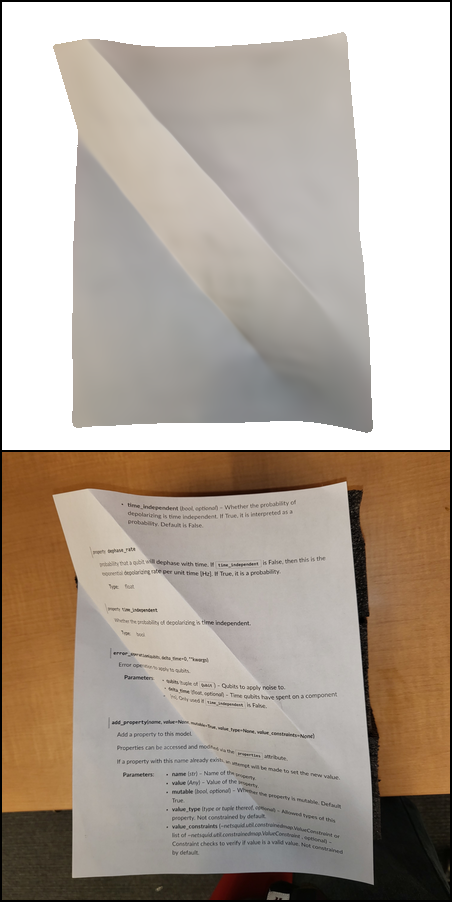 • time_independent (bool, optional) – Whether the probability of
depolarizing is time independent. If True, it is interpreted as a
probability. Default is False.
property dephase_rate
probability that a qubit will dephase with time. If time_independent is False, then this is the
exponential depolarizing rate per unit time [Hz]. If True, it is a probability.
Type: float
property time_independent
Whether the probability of depolarizing is time independent.
Type: bool
error_operation(qubits, delta_time=0, **kwargs)
Error operation to apply to qubits.
Parameters: • qubits (tuple of Qubit) – Qubits to apply noise to.
• delta_time (float, optional) – Time qubits have spent on a component
[ns]. Only used if time_independent is False.
add_property(name, value=None, mutable=True, value_type=None, value_constraints=None)
Add a property to this model.
Properties can be accessed and modified via the properties attribute.
If a property with this name already exists, an attempt will be made to set the new value.
Parameters: • name (str) – Name of the property.
• value (Any) – Value of the property.
• mutable (bool, optional) – Whether the property is mutable. Default
True.
• value_type (type or tuple thereof, optional) – Allowed types of this
property. Not constrained by default.
• value_constraints (~netsquid.util.constrainedmap.ValueConstraint or
list of ~netsquid.util.constrainedmap.ValueConstraint, optional) –
Constraint checks to verify if value is a valid value. Not constrained
by default.